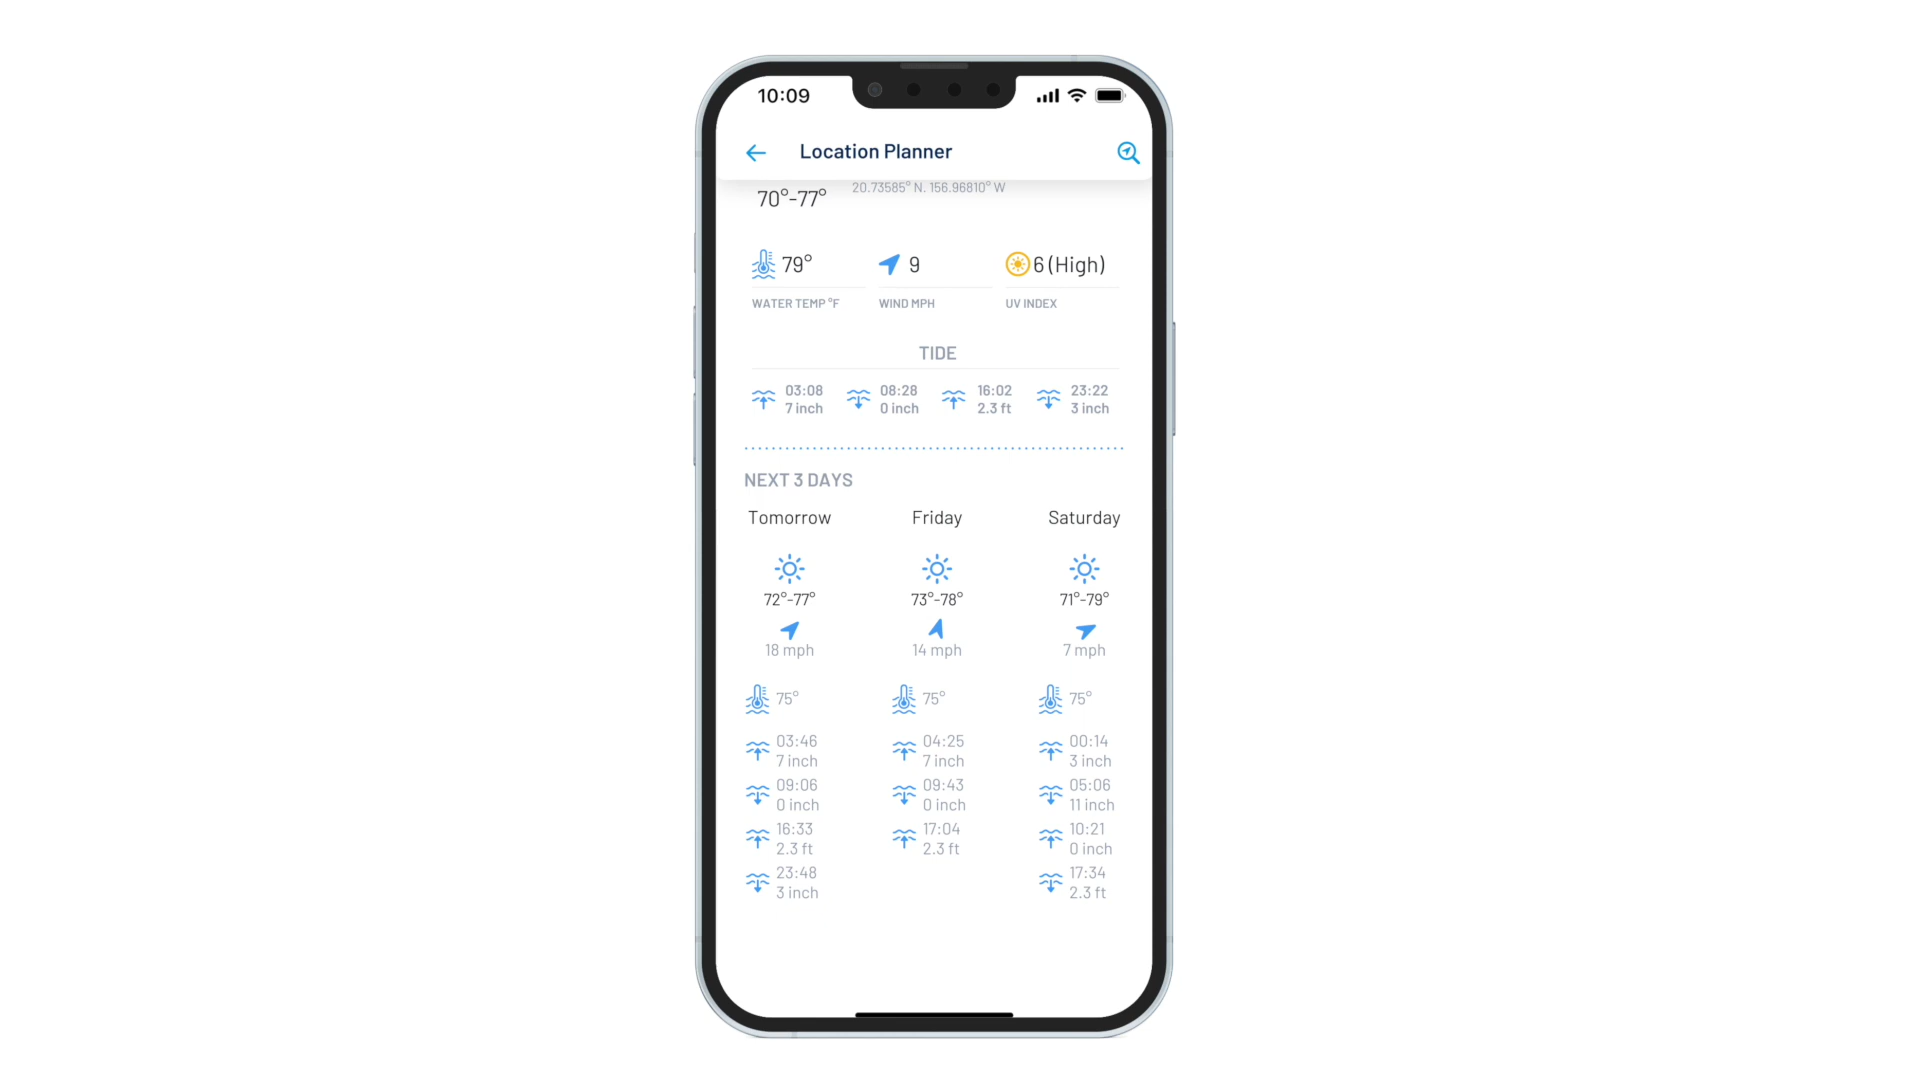 10:09
Location Planner
20.73585° N. 156.96810° W
70°-77°
79° 9 6 (High)
WATER TEMP °F WIND MPH UV INDEX
TIDE
03:08 08:28 16:02 23:22
7 inch 0 inch 2.3 ft 3 inch
NEXT 3 DAYS
Tomorrow Friday Saturday
72°-77° 73°-78° 71°-79°
18 mph 14 mph 7 mph
75° 75° 75°
03:46 04:25 00:14
7 inch 7 inch 3 inch
09:06 09:43 05:06
0 inch 0 inch 11 inch
16:33 17:04 10:21
2.3 ft 2.3 ft 0 inch
23:48 17:34
3 inch 2.3 ft